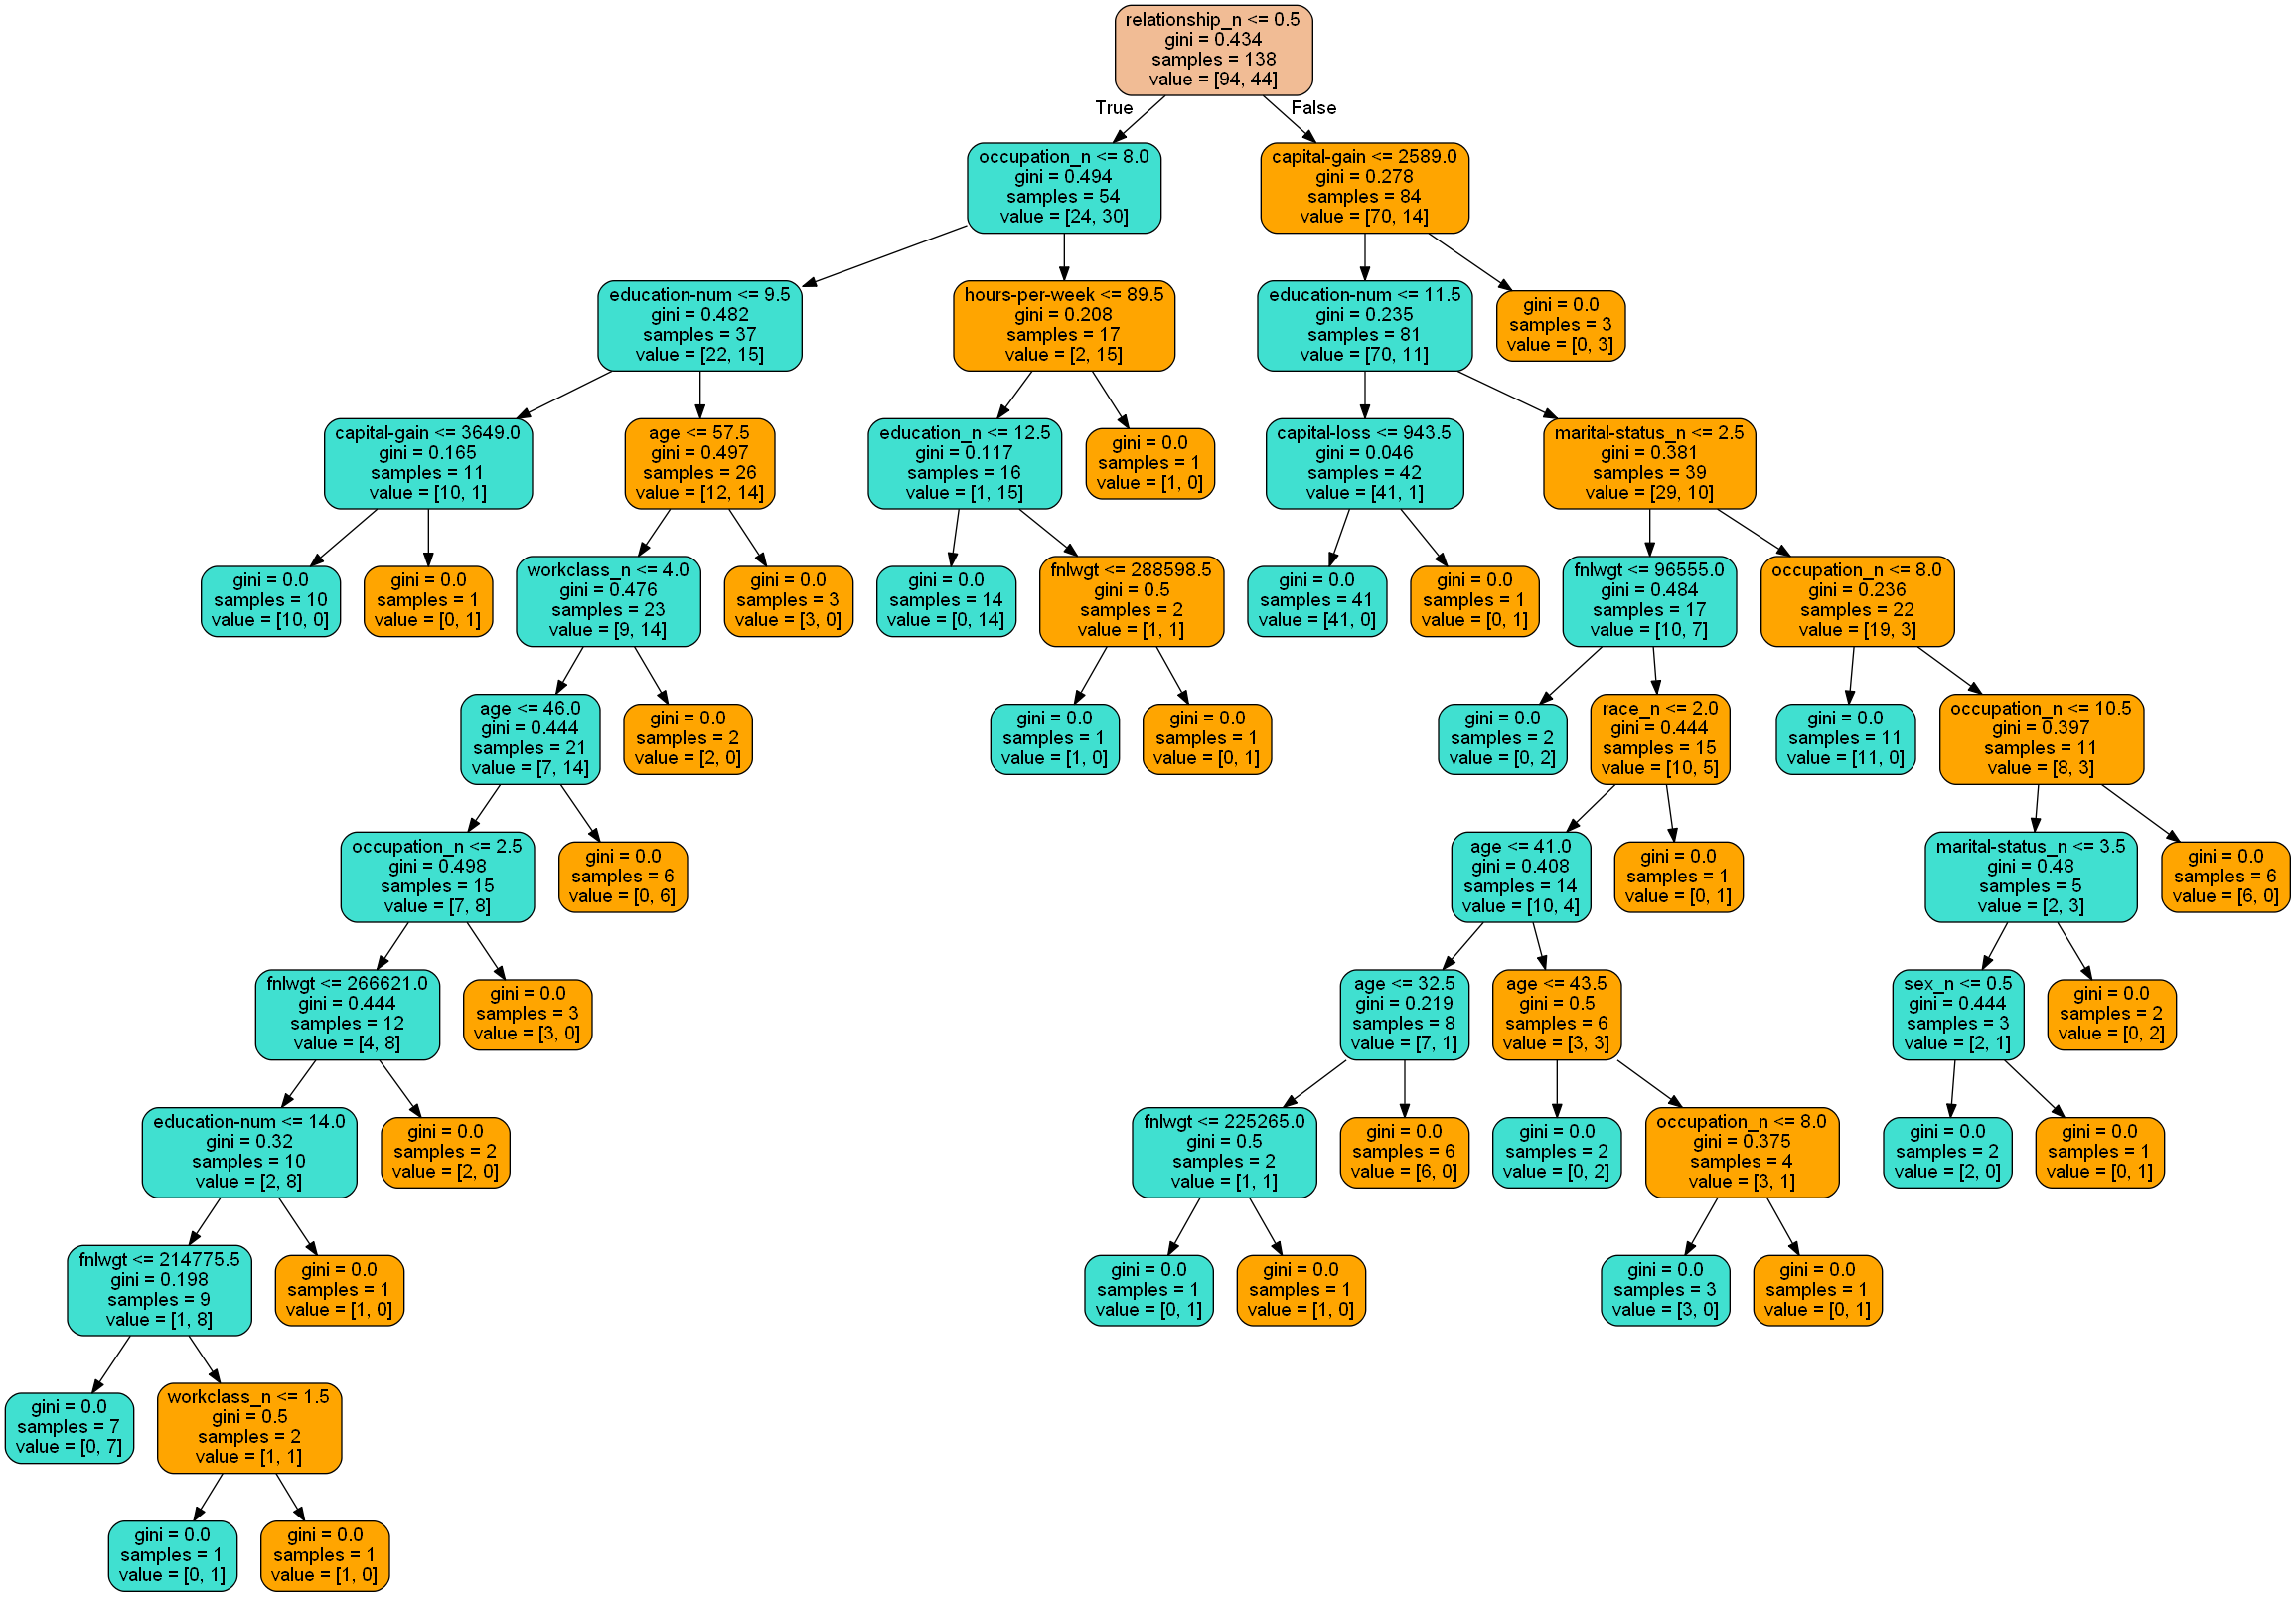 relationship_n <= 0.5
gini = 0.434
samples = 138
value = [94, 44]
True
False
occupation_n <= 8.0
gini = 0.494
samples = 54
value = [24, 30]
capital-gain <= 2589.0
gini = 0.278
samples = 84
value = [70, 14]
education-num <= 9.5
gini = 0.482
samples = 37
value = [22, 15]
hours-per-week <= 89.5
gini = 0.208
samples = 17
value = [2, 15]
education-num <= 11.5
gini = 0.235
samples = 81
value = [70, 11]
gini = 0.0
samples = 3
value = [0, 3]
capital-gain <= 3649.0
gini = 0.165
samples = 11
value = [10, 1]
age <= 57.5
gini = 0.497
samples = 26
value = [12, 14]
education_n <= 12.5
gini = 0.117
samples = 16
value = [1, 15]
gini = 0.0
samples = 1
value = [1, 0]
capital-loss <= 943.5
gini = 0.046
samples = 42
value = [41, 1]
marital-status_n <= 2.5
gini = 0.381
samples = 39
value = [29, 10]
gini = 0.0
samples = 10
value = [10, 0]
gini = 0.0
samples = 1
value = [0, 1]
workclass_n <= 4.0
gini = 0.476
samples = 23
value = [9, 14]
gini = 0.0
samples = 3
value = [3, 0]
gini = 0.0
samples = 14
value = [0, 14]
fnlwgt <= 288598.5
gini = 0.5
samples = 2
value = [1, 1]
gini = 0.0
samples = 41
value = [41, 0]
gini = 0.0
samples = 1
value = [0, 1]
fnlwgt <= 96555.0
gini = 0.484
samples = 17
value = [10, 7]
occupation_n <= 8.0
gini = 0.236
samples = 22
value = [19, 3]
age <= 46.0
gini = 0.444
samples = 21
value = [7, 14]
gini = 0.0
samples = 2
value = [2, 0]
gini = 0.0
samples = 1
value = [1, 0]
gini = 0.0
samples = 1
value = [0, 1]
gini = 0.0
samples = 2
value = [0, 2]
race_n <= 2.0
gini = 0.444
samples = 15
value = [10, 5]
gini = 0.0
samples = 11
value = [11, 0]
occupation_n <= 10.5
gini = 0.397
samples = 11
value = [8, 3]
occupation_n <= 2.5
gini = 0.498
samples = 15
value = [7, 8]
gini = 0.0
samples = 6
value = [0, 6]
age <= 41.0
gini = 0.408
samples = 14
value = [10, 4]
gini = 0.0
samples = 1
value = [0, 1]
marital-status_n <= 3.5
gini = 0.48
samples = 5
value = [2, 3]
gini = 0.0
samples = 6
value = [6, 0]
fnlwgt <= 266621.0
gini = 0.444
samples = 12
value = [4, 8]
gini = 0.0
samples = 3
value = [3, 0]
age <= 32.5
gini = 0.219
samples = 8
value = [7, 1]
age <= 43.5
gini = 0.5
samples = 6
value = [3, 3]
sex_n <= 0.5
gini = 0.444
samples = 3
value = [2, 1]
gini = 0.0
samples = 2
value = [0, 2]
education-num <= 14.0
gini = 0.32
samples = 10
value = [2, 8]
gini = 0.0
samples = 2
value = [2, 0]
fnlwgt <= 225265.0
gini = 0.5
samples = 2
value = [1, 1]
gini = 0.0
samples = 6
value = [6, 0]
gini = 0.0
samples = 2
value = [0, 2]
occupation_n <= 8.0
gini = 0.375
samples = 4
value = [3, 1]
gini = 0.0
samples = 2
value = [2, 0]
gini = 0.0
samples = 1
value = [0, 1]
fnlwgt <= 214775.5
gini = 0.198
samples = 9
value = [1, 8]
gini = 0.0
samples = 1
value = [1, 0]
gini = 0.0
samples = 1
value = [0, 1]
gini = 0.0
samples = 1
value = [1, 0]
gini = 0.0
samples = 3
value = [3, 0]
gini = 0.0
samples = 1
value = [0, 1]
gini = 0.0
samples = 7
value = [0, 7]
workclass_n <= 1.5
gini = 0.5
samples = 2
value = [1, 1]
gini = 0.0
samples = 1
value = [0, 1]
gini = 0.0
samples = 1
value = [1, 0]